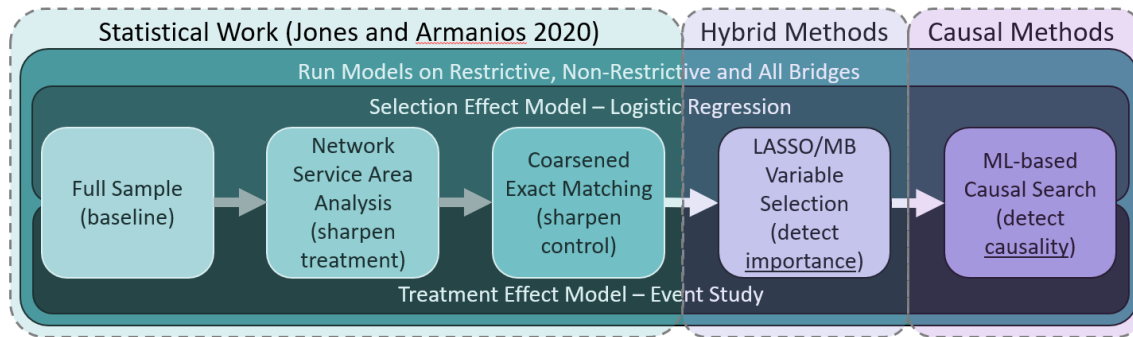 Statistical Work (Jones and Armanios 2020)
Hybrid Methods
Causal Methods
Run Models on Restrictive, Non-Restrictive and All Bridges
Selection Effect Model – Logistic Regression
Full Sample
(baseline)
Network
Service Area
Analysis
(sharpen
treatment)
Coarsened
Exact Matching
(sharpen
control)
LASSO/MB
Variable
Selection
(detect
importance)
ML-based
Causal Search
(detect
causality)
Treatment Effect Model – Event Study